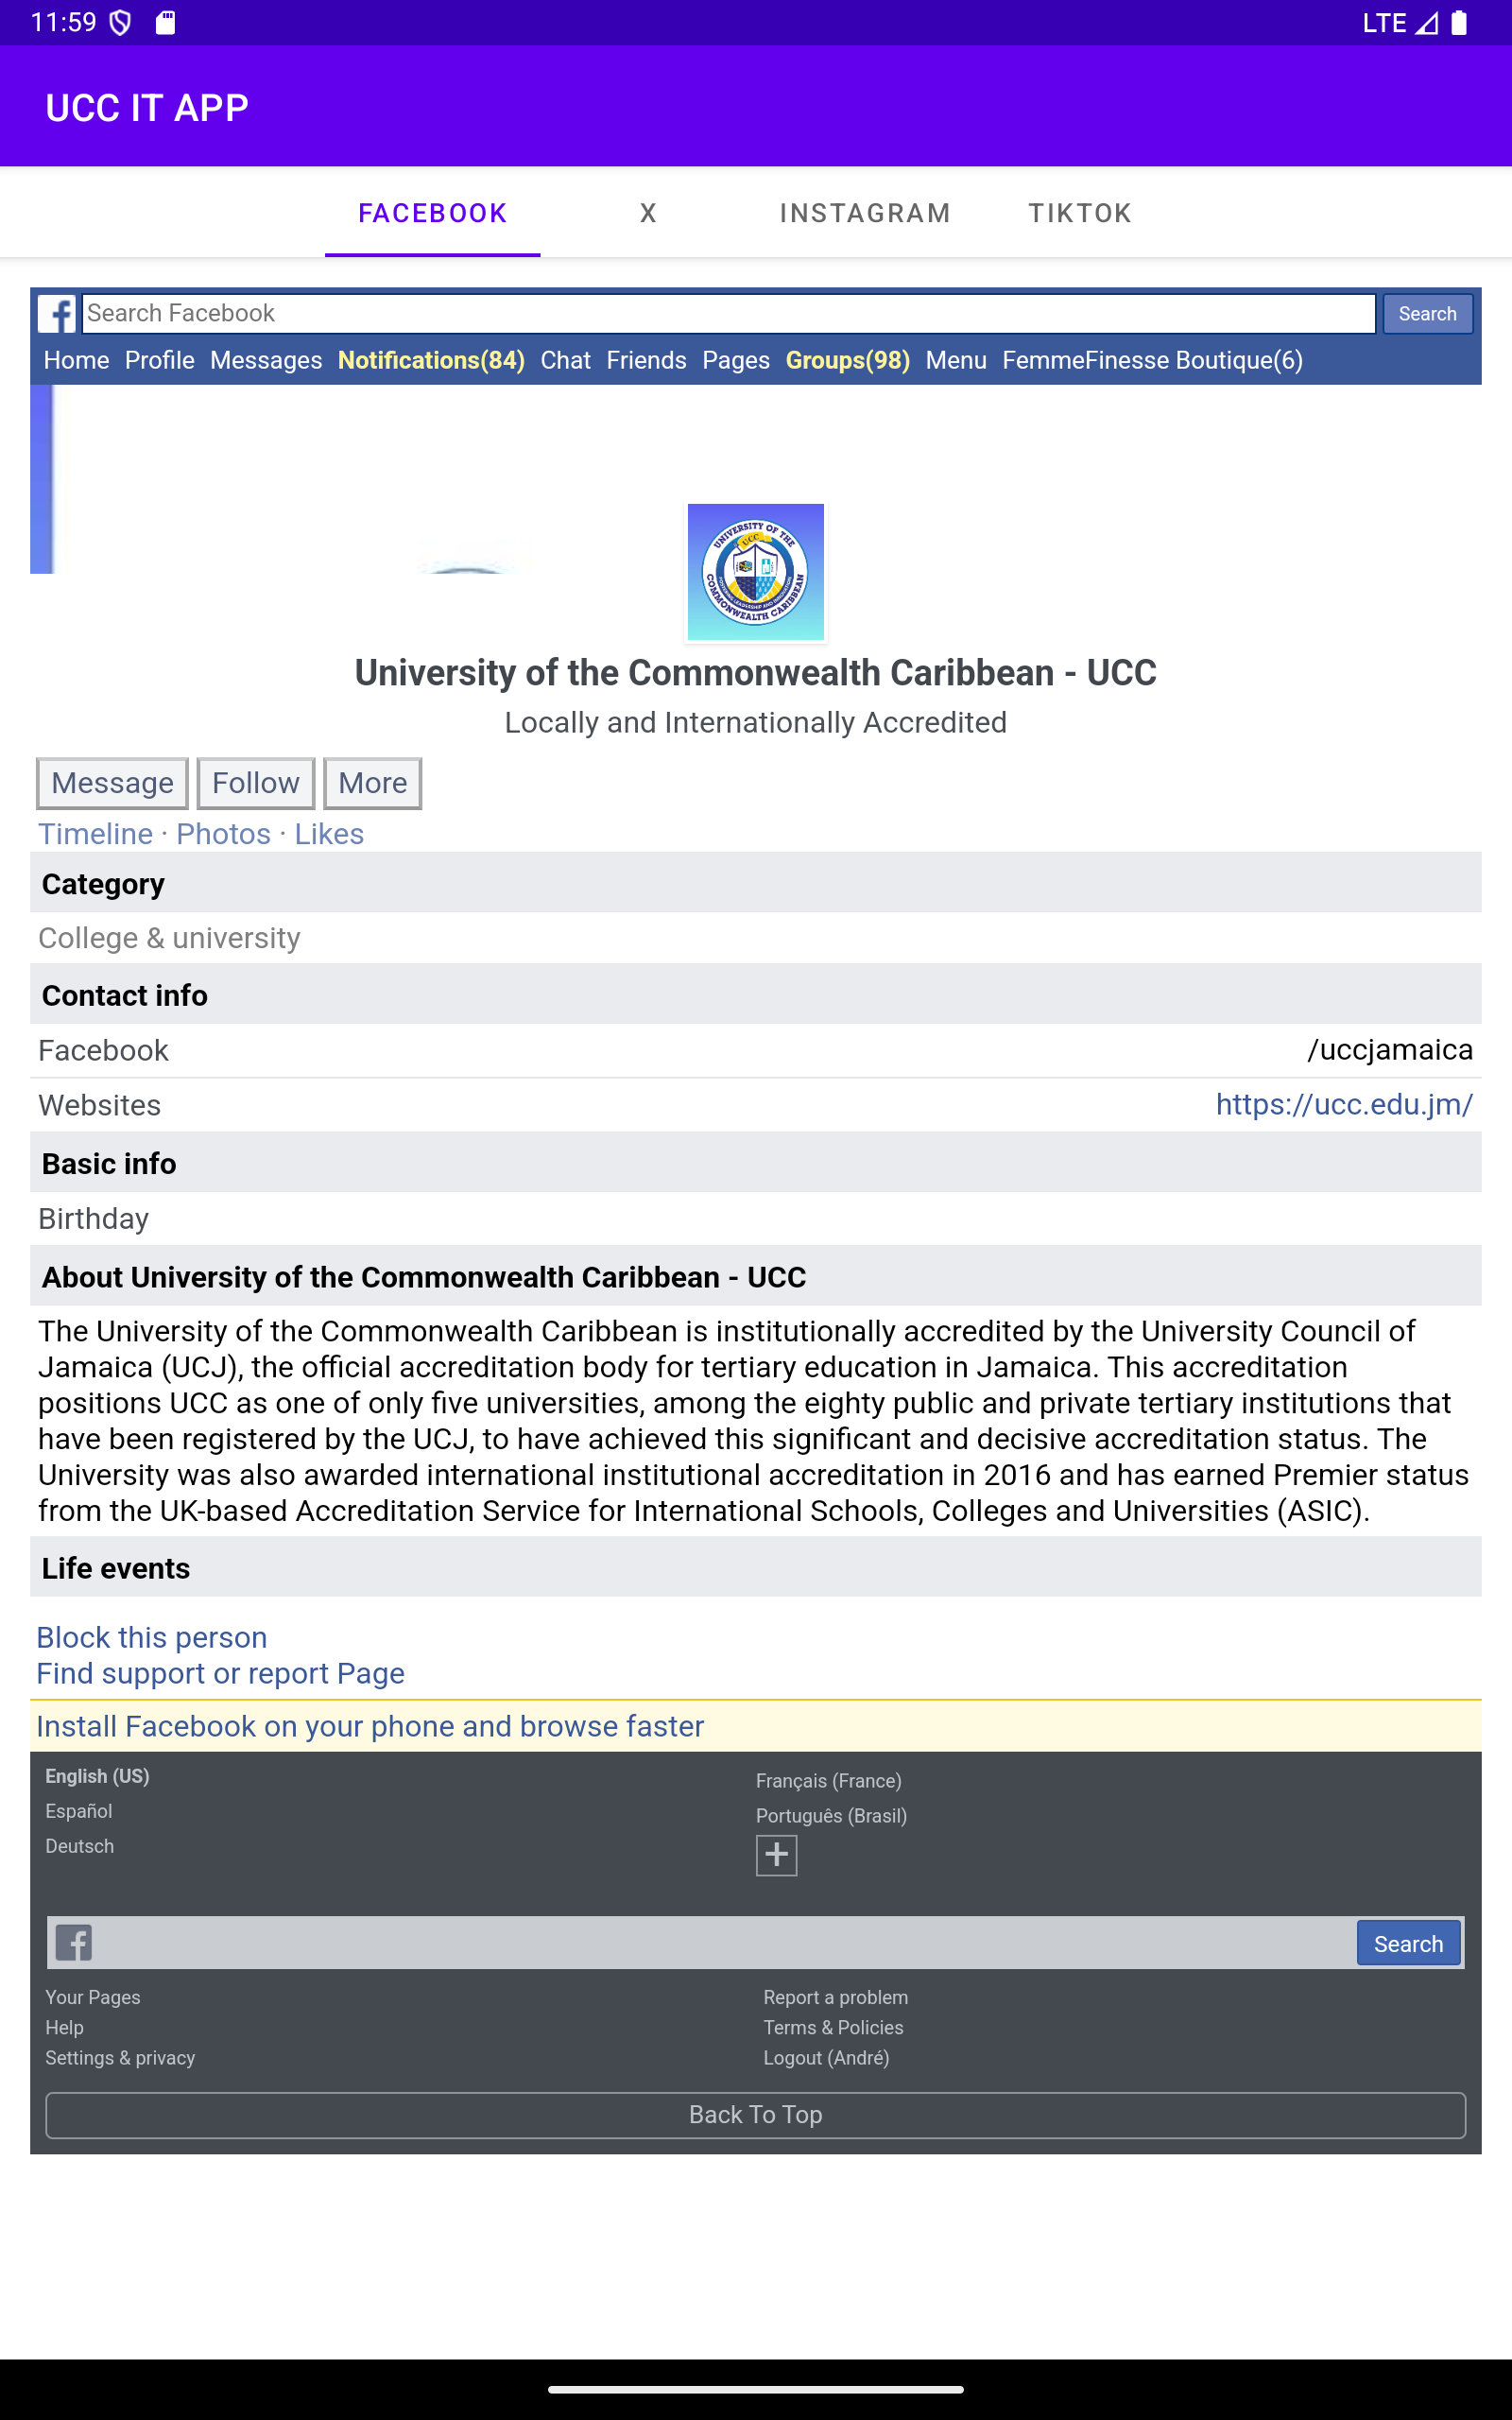 11:59
LTE
UCC IT APP
FACEBOOK X INSTAGRAM TIKTOK
Search Facebook Search
Home Profile Messages Notifications(84) Chat Friends Pages Groups(98) Menu FemmeFinesse Boutique(6)
UNIVERSITY OF THE
UCC
COMMONWEALTH CARIBBEAN
University of the Commonwealth Caribbean - UCC
Locally and Internationally Accredited
Message Follow More
Timeline · Photos · Likes
Category
College & university
Contact info
Facebook /uccjamaica
Websites https://ucc.edu.jm/
Basic info
Birthday
About University of the Commonwealth Caribbean - UCC
The University of the Commonwealth Caribbean is institutionally accredited by the University Council of
Jamaica (UCJ), the official accreditation body for tertiary education in Jamaica. This accreditation
positions UCC as one of only five universities, among the eighty public and private tertiary institutions that
have been registered by the UCJ, to have achieved this significant and decisive accreditation status. The
University was also awarded international institutional accreditation in 2016 and has earned Premier status
from the UK-based Accreditation Service for International Schools, Colleges and Universities (ASIC).
Life events
Block this person
Find support or report Page
Install Facebook on your phone and browse faster
English (US) Français (France)
Español Português (Brasil)
Deutsch
Search
Your Pages Report a problem
Help Terms & Policies
Settings & privacy Logout (André)
Back To Top